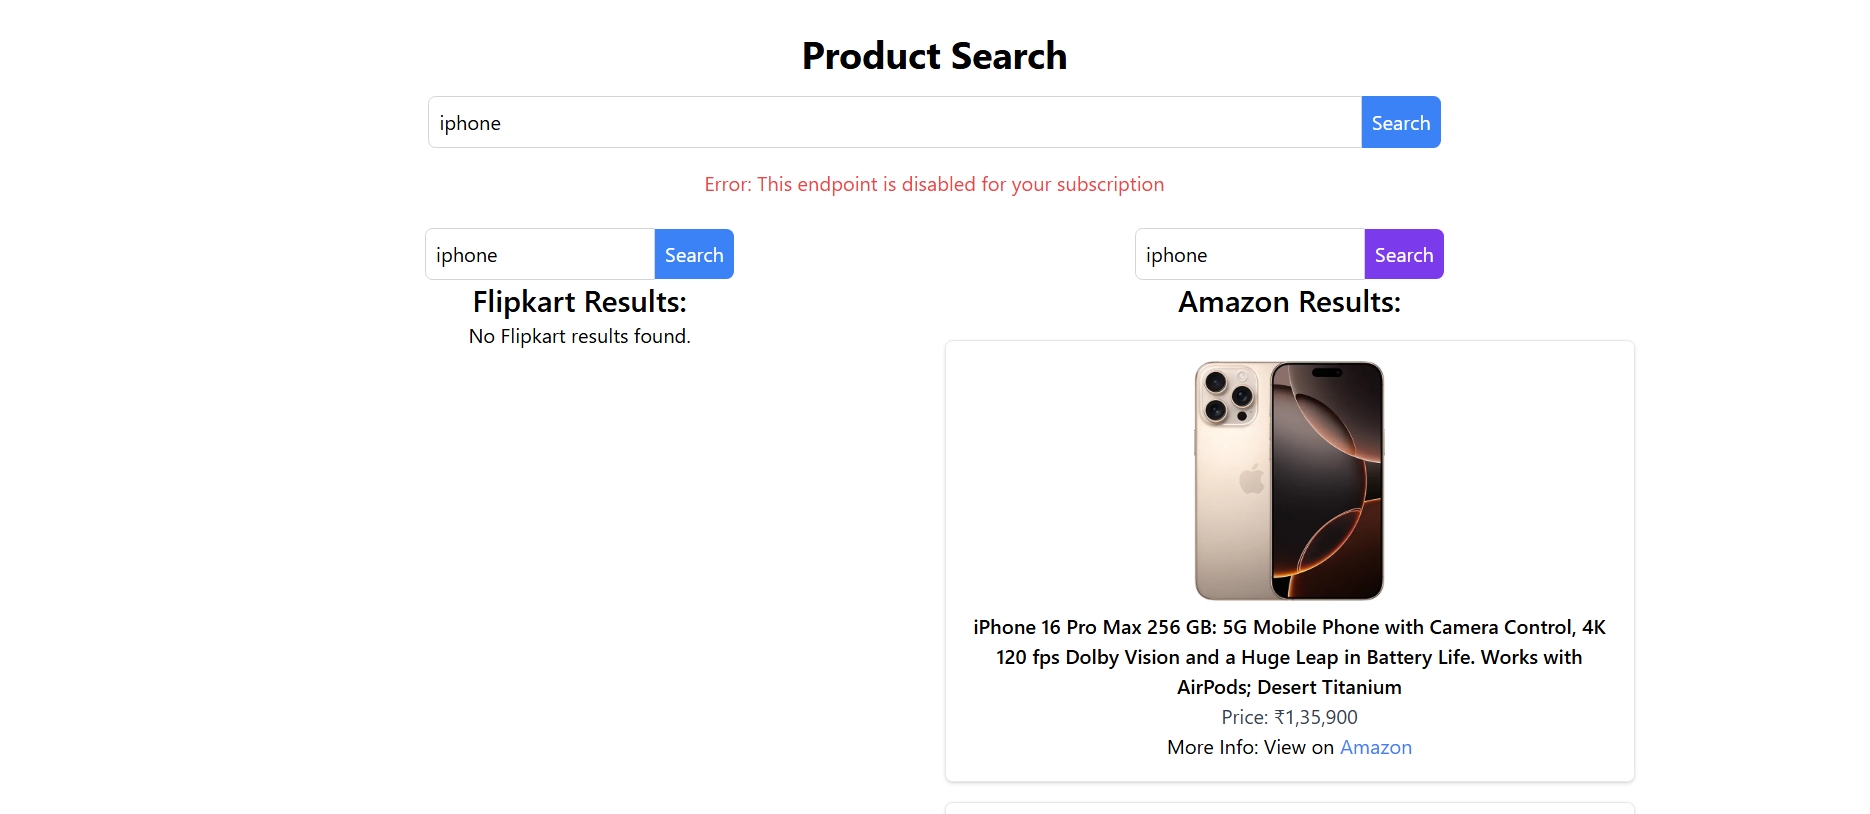 Product Search
iphone
Search
Error: This endpoint is disabled for your subscription
iphone
Search
Flipkart Results:
No Flipkart results found.
iphone
Search
Amazon Results:
iPhone 16 Pro Max 256 GB: 5G Mobile Phone with Camera Control, 4K
120 fps Dolby Vision and a Huge Leap in Battery Life. Works with
AirPods; Desert Titanium
Price: ₹1,35,900
More Info: View on Amazon